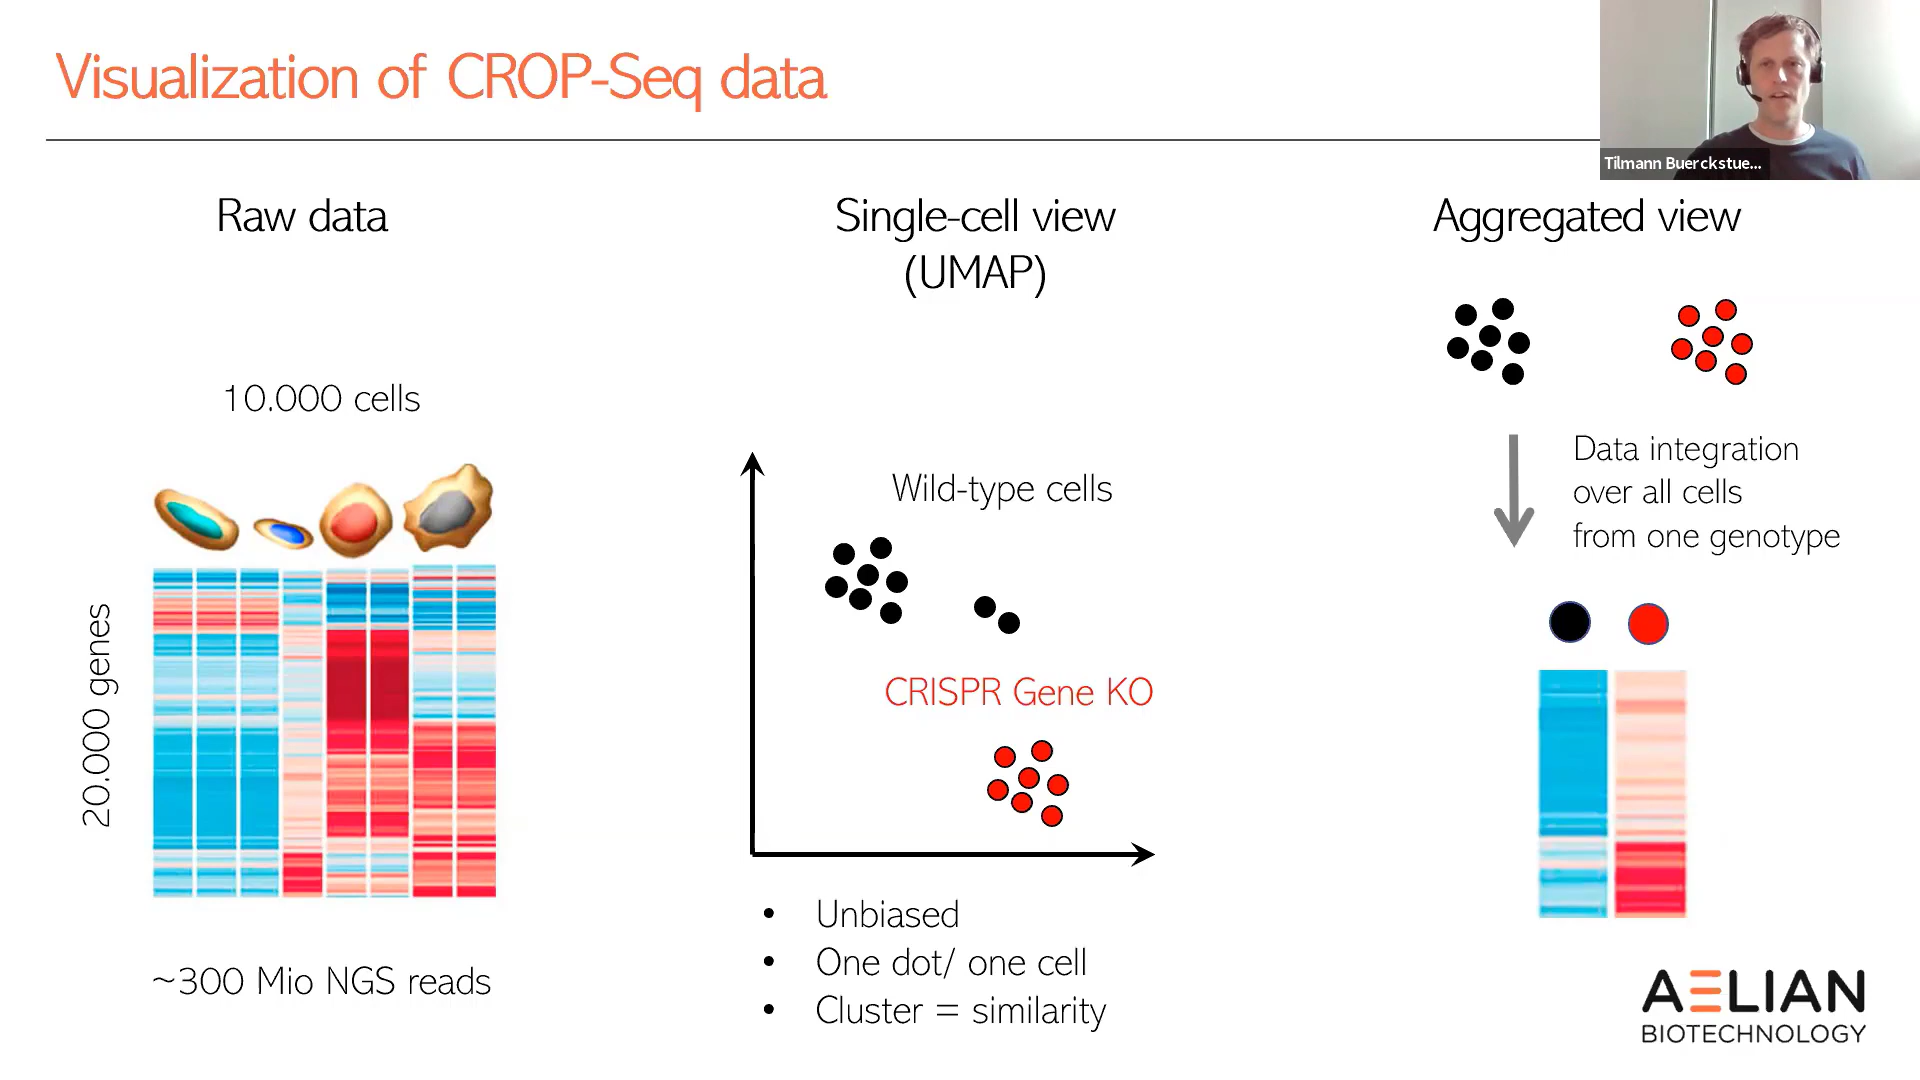 Visualization of CROP-Seq data
Tilmann Buerckstue...
Raw data
10.000 cells
20.000 genes
~300 Mio NGS reads
Single-cell view
(UMAP)
Wild-type cells
CRISPR Gene KO
• Unbiased
• One dot/ one cell
• Cluster = similarity
Aggregated view
Data integration
over all cells
from one genotype
AELIAN
BIOTECHNOLOGY